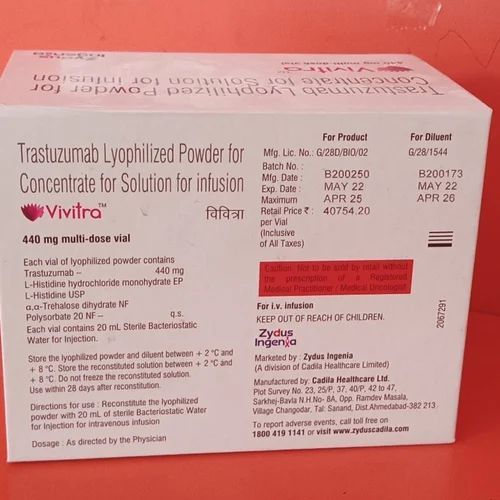 Zydus
Ingenia
Vivitra
440 mg multi-dose vial
Trastuzumab Lyophilized Powder for
Concentrate for Solution for infusion
Trastuzumab Lyophilized Powder for
Concentrate for Solution for infusion
Vivitra™
विवित्रा
440 mg multi-dose vial
Each vial of lyophilized powder contains
Trastuzumab -- 440 mg
L-Histidine hydrochloride monohydrate EP
L-Histidine USP
α,α-Trehalose dihydrate NF
Polysorbate 20 NF -- q.s.
Each vial contains 20 mL Sterile Bacteriostatic
Water for Injection.
Store the lyophilized powder and diluent between + 2 °C and
+ 8 °C. Store the reconstituted solution between + 2 °C and
+ 8 °C. Do not freeze the reconstituted solution.
Use within 28 days after reconstitution.
Directions for use : Reconstitute the lyophilized
powder with 20 mL of sterile Bacteriostatic Water
for Injection for intravenous infusion
Dosage : As directed by the Physician
For Product For Diluent
Mfg. Lic. No.: G/28D/BIO/02 G/28/1544
Batch No. :
B200250 B200173
Mfg. Date :
MAY 22 MAY 22
Exp. Date :
APR 25 APR 26
Maximum
Retail Price ₹ : 40754.20
per Vial
(Inclusive
of All Taxes)
Caution: Not to be sold by retail without
the prescription of a Registered
Medical Practitioner / Medical Oncologist.
For i.v. infusion
KEEP OUT OF REACH OF CHILDREN.
Zydus
Ingenia
Marketed by : Zydus Ingenia
(A division of Cadila Healthcare Limited)
Manufactured by: Cadila Healthcare Ltd.
Plot Survey No. 23, 25/P, 37, 40/P, 42 to 47,
Sarkhej-Bavla N.H.No- 8A, Opp. Ramdev Masala,
Village Changodar, Tal: Sanand, Dist.Ahmedabad-382 213
To report adverse events, call toll free on
1800 419 1141 or visit www.zyduscadila.com
2067291